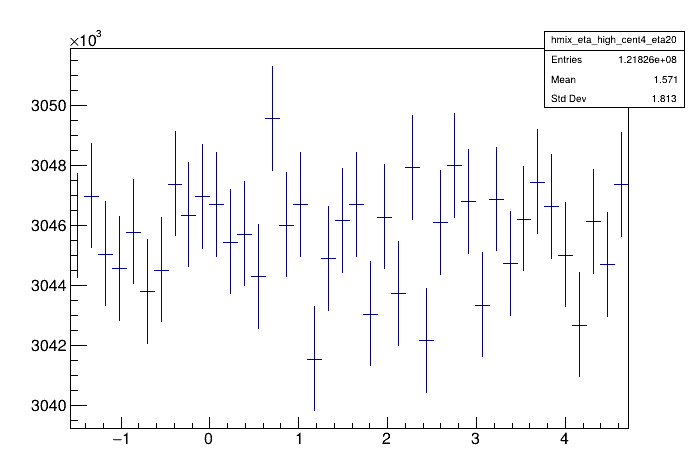 ×10³
hmix_eta_high_cent4_eta20
Entries 1.21826e+08
Mean 1.571
Std Dev 1.813
3050
3048
3046
3044
3042
3040
−1 0 1 2 3 4